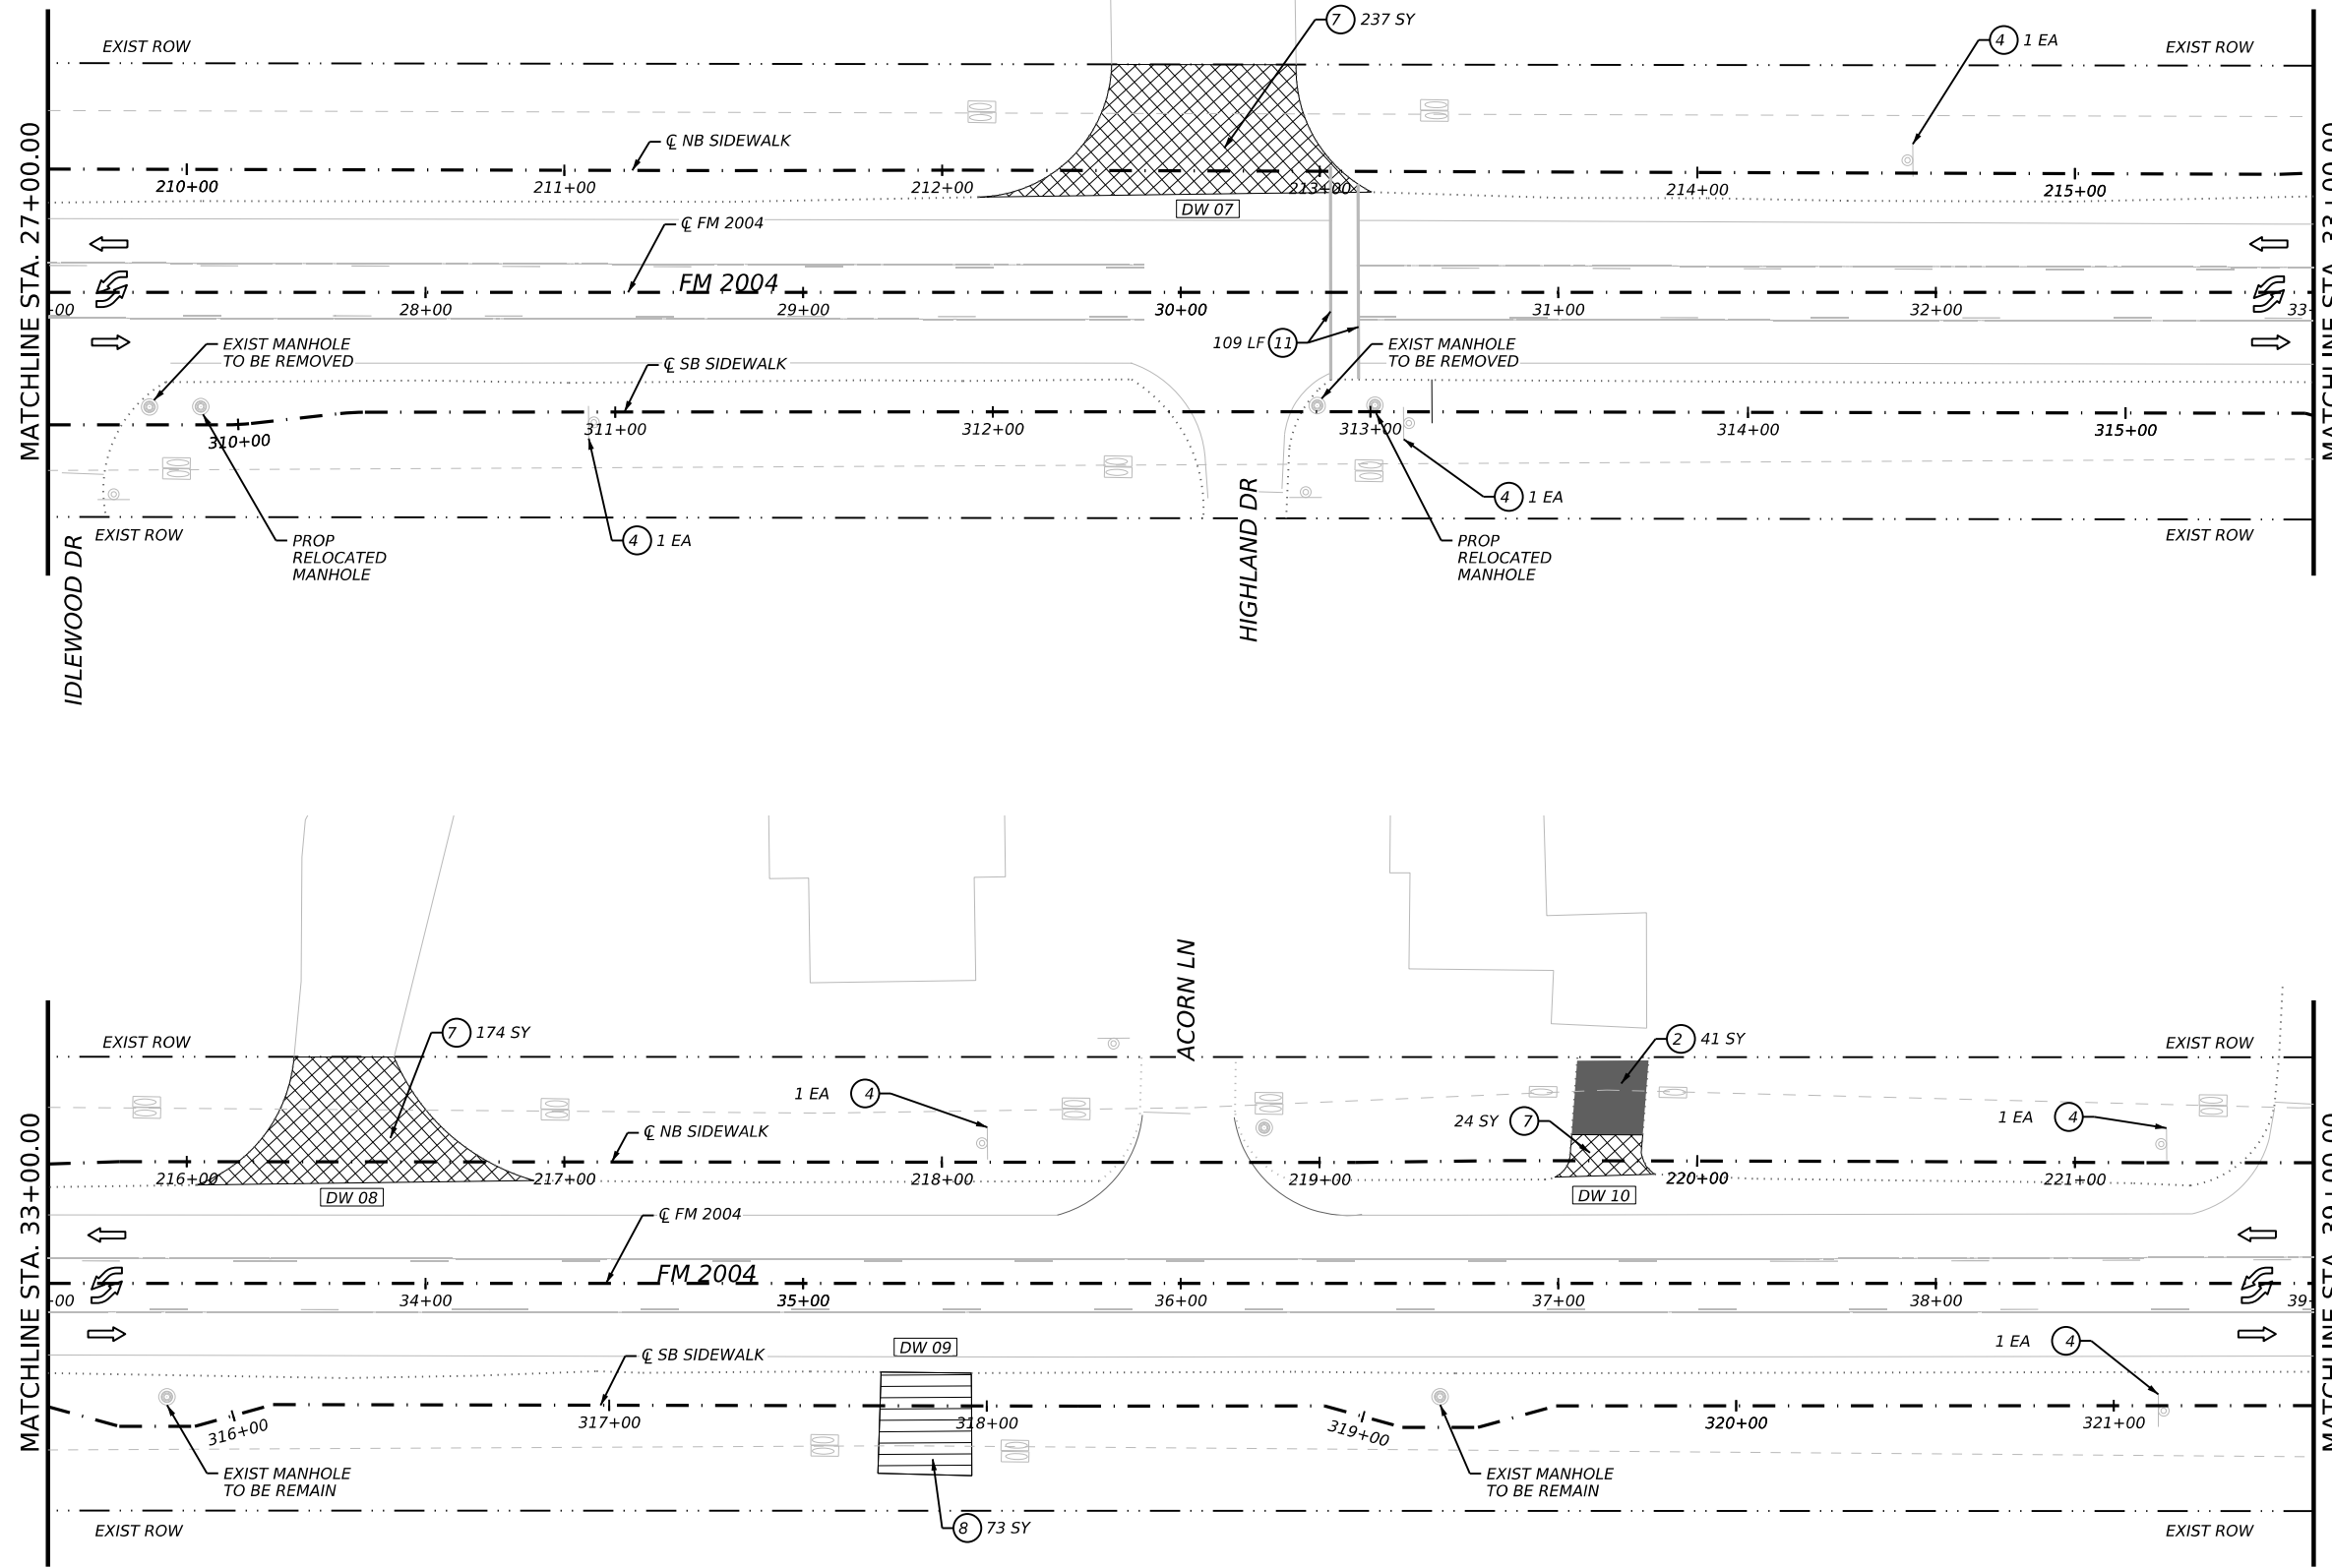 7 237 SY
4 1 EA
EXIST ROW
EXIST ROW
℄ NB SIDEWALK
210+00
211+00
212+00
213+00
214+00
215+00
DW 07
℄ FM 2004
FM 2004
-00
28+00
29+00
30+00
31+00
32+00
33+
MATCHLINE STA. 27+00.00
EXIST MANHOLE
TO BE REMOVED
℄ SB SIDEWALK
109 LF 11
EXIST MANHOLE
TO BE REMOVED
310+00
311+00
312+00
313+00
314+00
315+00
4 1 EA
EXIST ROW
EXIST ROW
PROP
RELOCATED
MANHOLE
4 1 EA
PROP
RELOCATED
MANHOLE
IDLEWOOD DR
HIGHLAND DR
ACORN LN
EXIST ROW
7 174 SY
2 41 SY
EXIST ROW
1 EA 4
24 SY 7
1 EA 4
℄ NB SIDEWALK
216+00
217+00
218+00
219+00
220+00
221+00
DW 08
DW 10
℄ FM 2004
FM 2004
-00
34+00
35+00
36+00
37+00
38+00
39+
MATCHLINE STA. 33+00.00
DW 09
1 EA 4
℄ SB SIDEWALK
316+00
317+00
318+00
319+00
320+00
321+00
EXIST MANHOLE
TO BE REMAIN
EXIST MANHOLE
TO BE REMAIN
8 73 SY
EXIST ROW
EXIST ROW